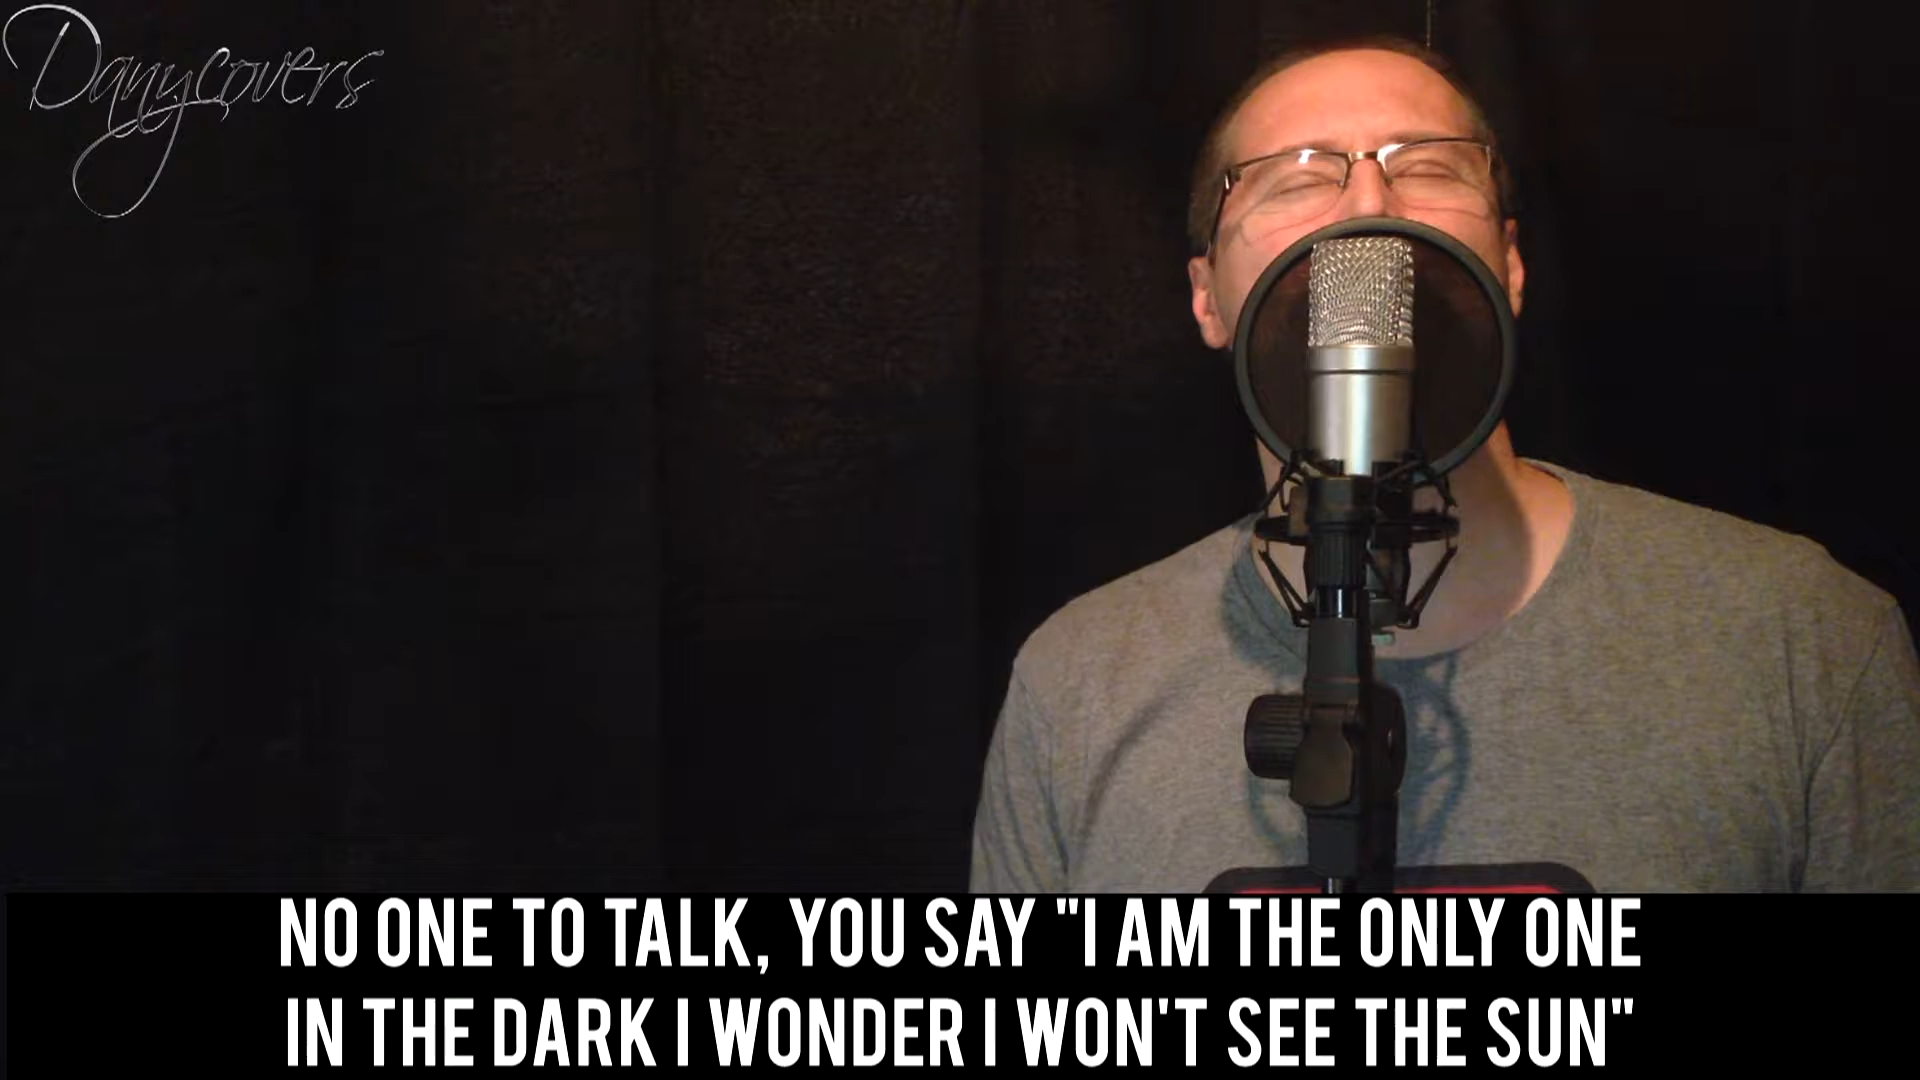 Danycovers
NO ONE TO TALK, YOU SAY "I AM THE ONLY ONE
IN THE DARK I WONDER I WON'T SEE THE SUN"